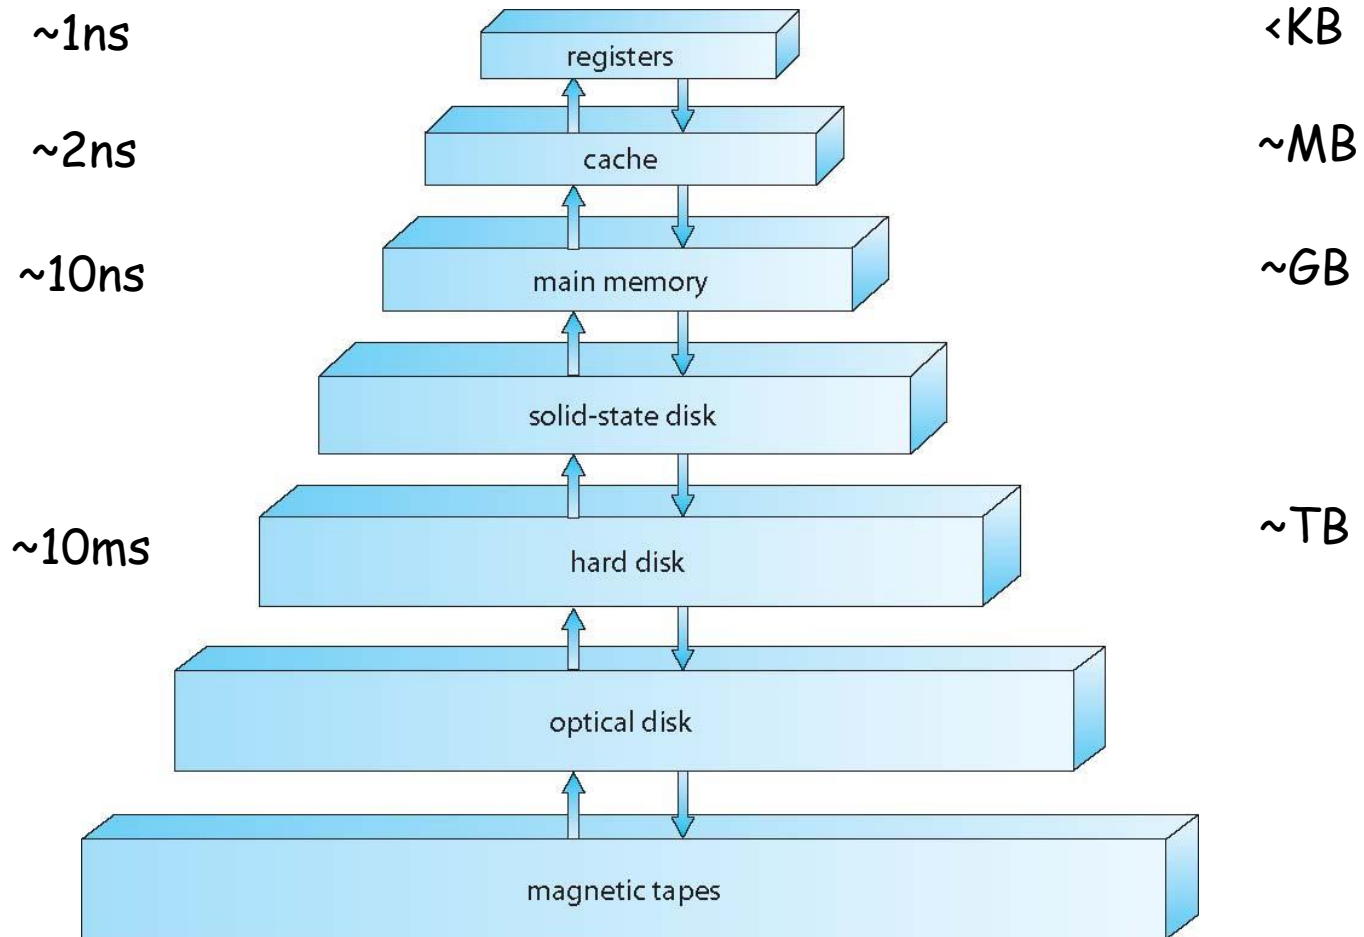 ~1ns
registers
<KB
~2ns
cache
~MB
~10ns
main memory
~GB
solid-state disk
~10ms
hard disk
~TB
optical disk
magnetic tapes